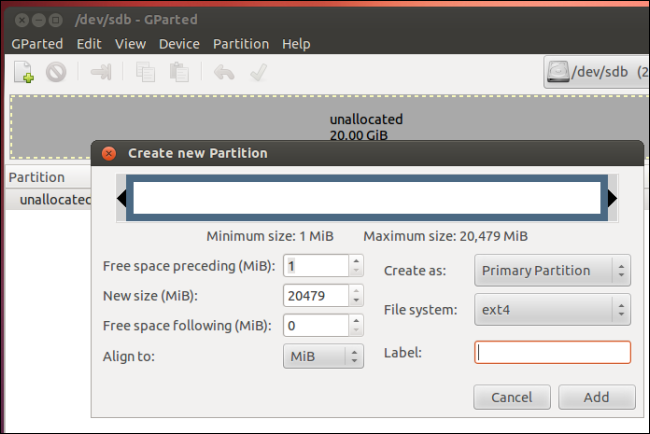 /dev/sdb - GParted
GParted Edit View Device Partition Help
/dev/sdb (2
unallocated
20.00 GiB
Create new Partition
Partition
unallocated
Minimum size: 1 MiB Maximum size: 20,479 MiB
Free space preceding (MiB): 1 Create as: Primary Partition
New size (MiB): 20479
File system: ext4
Free space following (MiB): 0
Align to: MiB Label:
Cancel Add